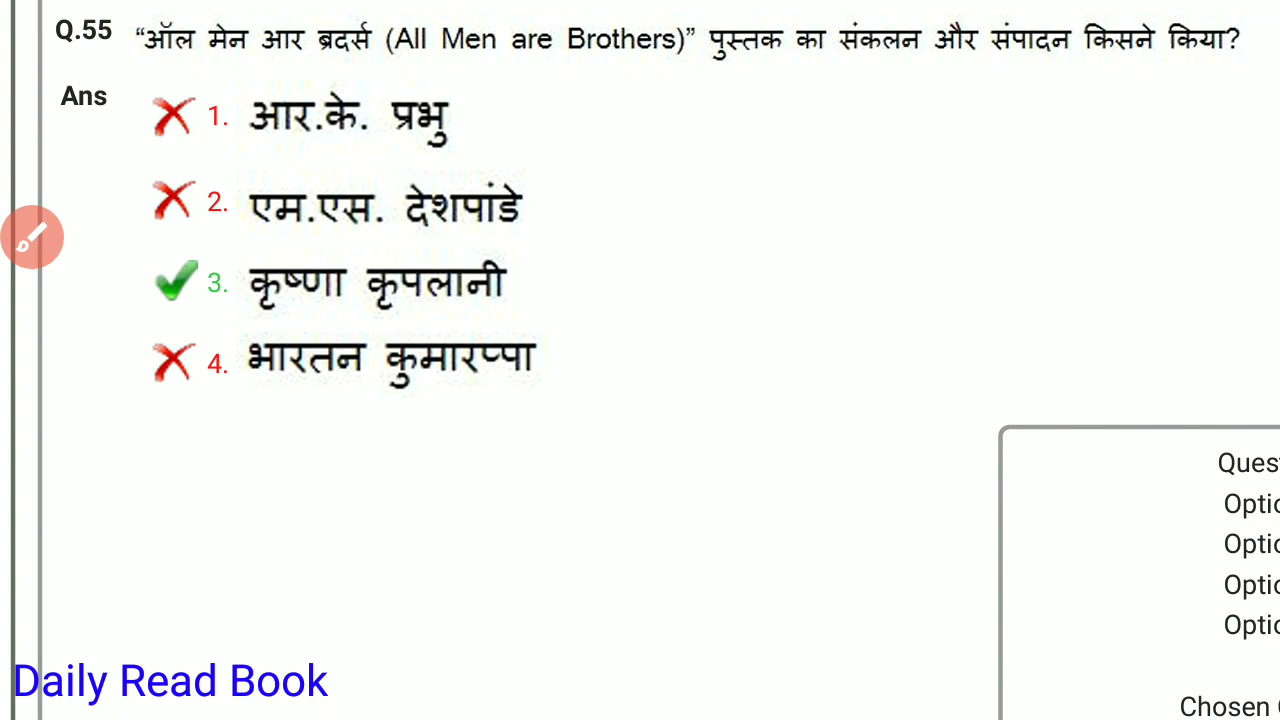 Q.55 “ऑल मेन आर ब्रदर्स (All Men are Brothers)” पुस्तक का संकलन और संपादन किसने किया?
Ans
1. आर.के. प्रभु
2. एम.एस. देशपांडे
3. कृष्णा कृपलानी
4. भारतन कुमारप्पा
Chosen
Daily Read Book